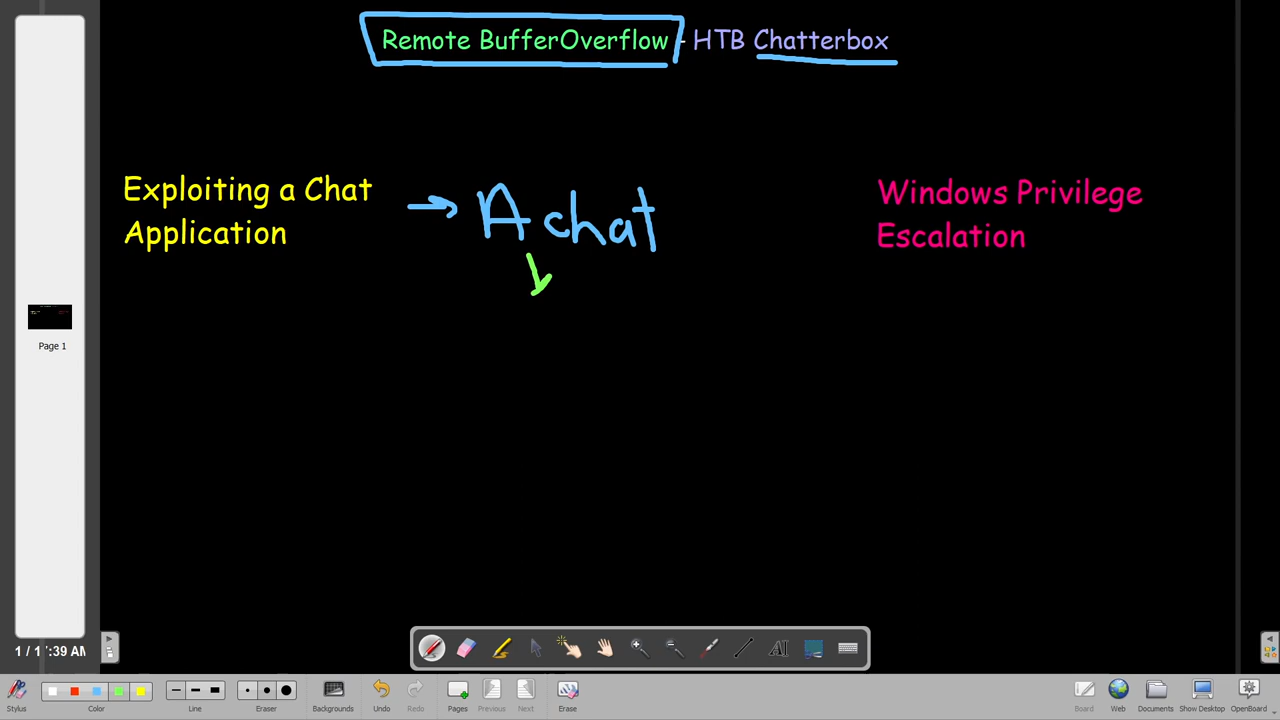 Remote BufferOverflow - HTB Chatterbox
Exploiting a Chat
Application
Achat
Windows Privilege
Escalation
Page 1
Stylus
Color
Line
Eraser
Backgrounds
Undo
Redo
Pages
Previous
Next
Erase
Board
Web
Documents
Show Desktop
OpenBoard